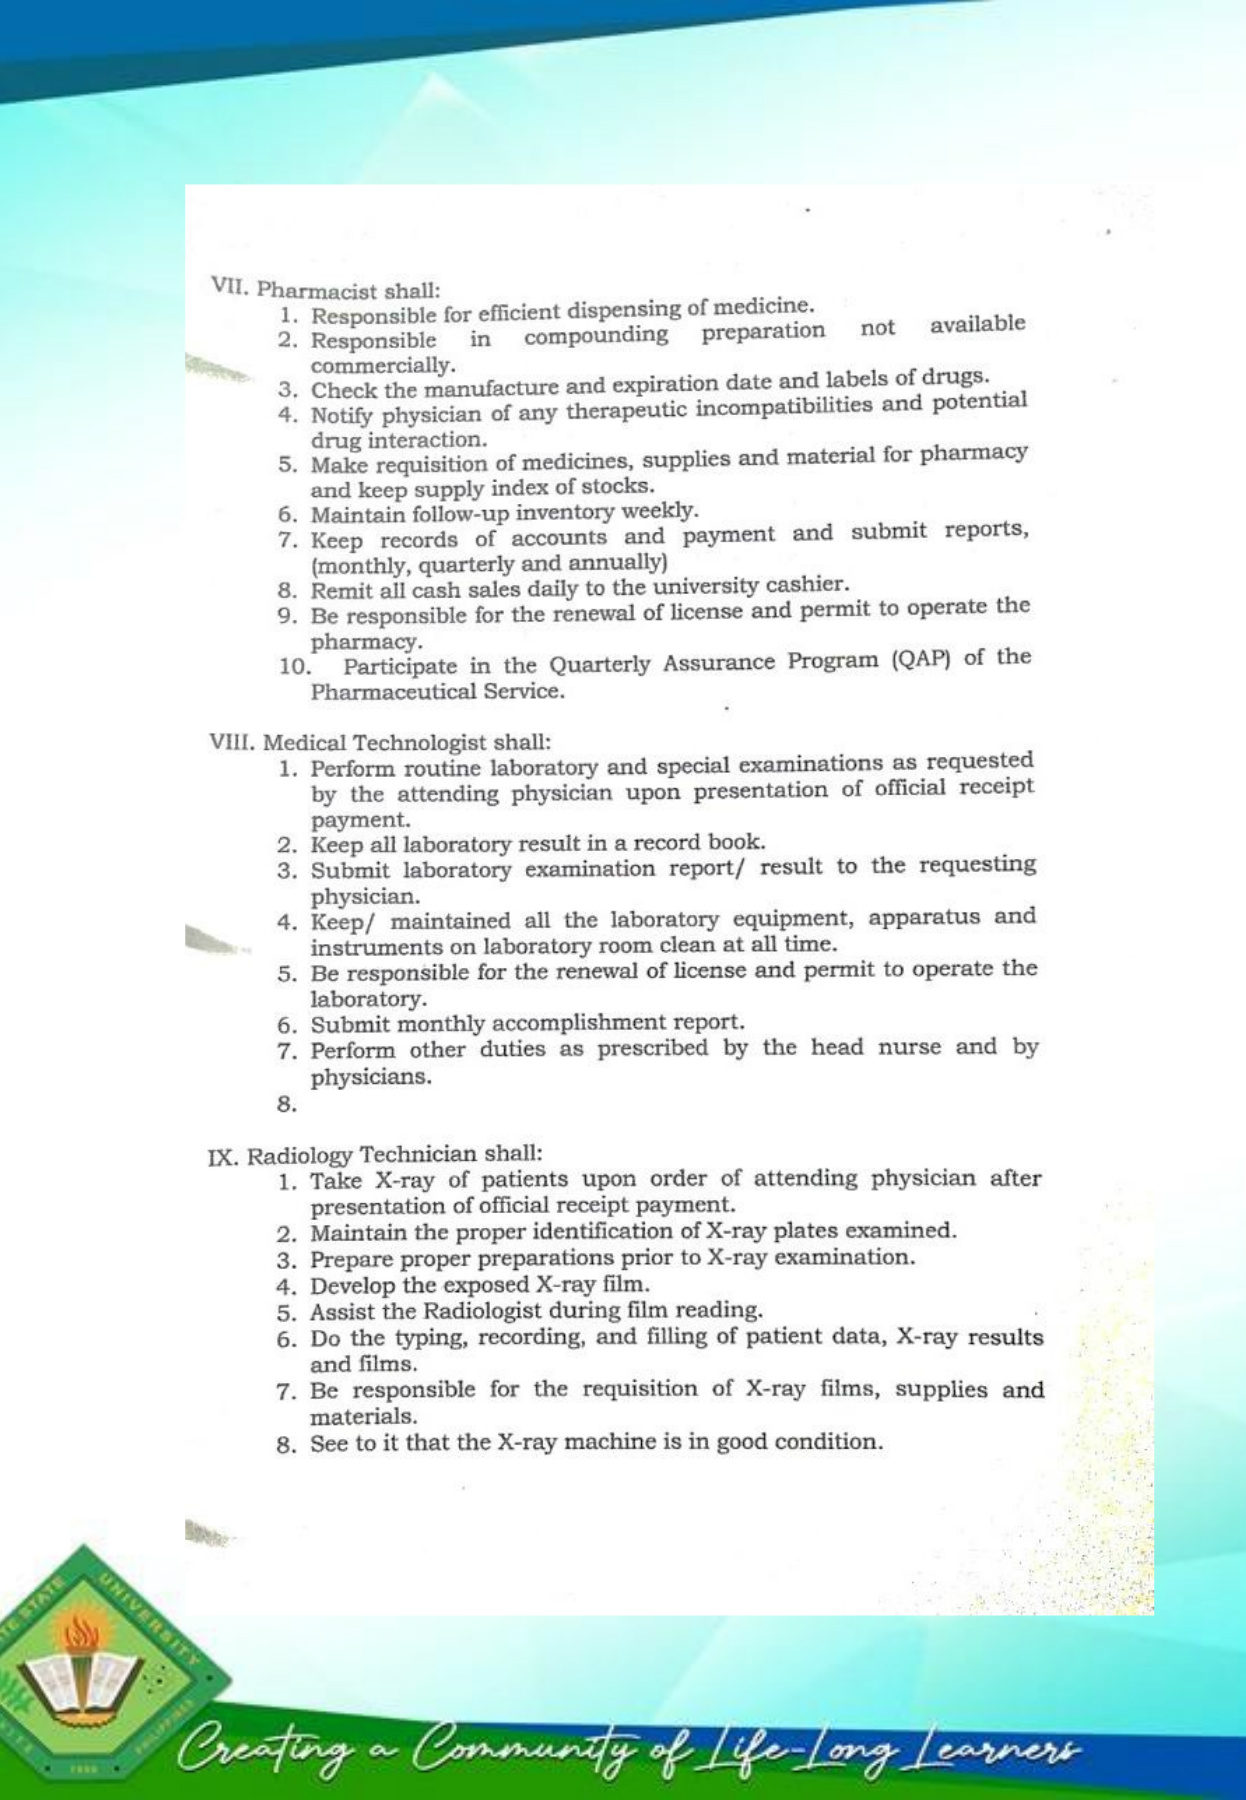 VII. Pharmacist shall:
1. Responsible for efficient dispensing of medicine.
2. Responsible in compounding preparation not available
commercially.
3. Check the manufacture and expiration date and labels of drugs.
4. Notify physician of any therapeutic incompatibilities and potential
drug interaction.
5. Make requisition of medicines, supplies and material for pharmacy
and keep supply index of stocks.
6. Maintain follow-up inventory weekly.
7. Keep records of accounts and payment and submit reports,
(monthly, quarterly and annually)
8. Remit all cash sales daily to the university cashier.
9. Be responsible for the renewal of license and permit to operate the
pharmacy.
10. Participate in the Quarterly Assurance Program (QAP) of the
Pharmaceutical Service.
VIII. Medical Technologist shall:
1. Perform routine laboratory and special examinations as requested
by the attending physician upon presentation of official receipt
payment.
2. Keep all laboratory result in a record book.
3. Submit laboratory examination report/ result to the requesting
physician.
4. Keep/ maintained all the laboratory equipment, apparatus and
instruments on laboratory room clean at all time.
5. Be responsible for the renewal of license and permit to operate the
laboratory.
6. Submit monthly accomplishment report.
7. Perform other duties as prescribed by the head nurse and by
physicians.
8.
IX. Radiology Technician shall:
1. Take X-ray of patients upon order of attending physician after
presentation of official receipt payment.
2. Maintain the proper identification of X-ray plates examined.
3. Prepare proper preparations prior to X-ray examination.
4. Develop the exposed X-ray film.
5. Assist the Radiologist during film reading.
6. Do the typing, recording, and filling of patient data, X-ray results
and films.
7. Be responsible for the requisition of X-ray films, supplies and
materials.
8. See to it that the X-ray machine is in good condition.
STATE UNIVERSITY
PHILIPPINES
Creating a Community of Life-Long Learners